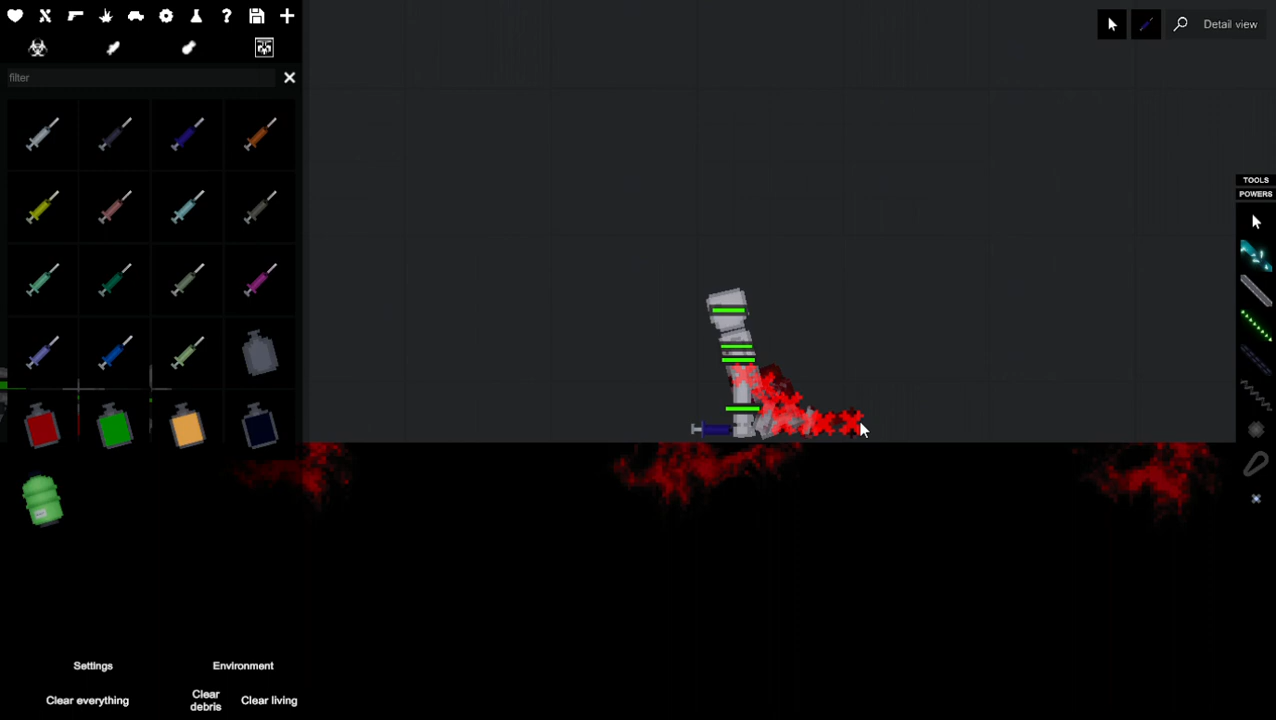 Detail view
filter
TOOLS
POWERS
Settings
Environment
Clear everything
Clear
debris
Clear living